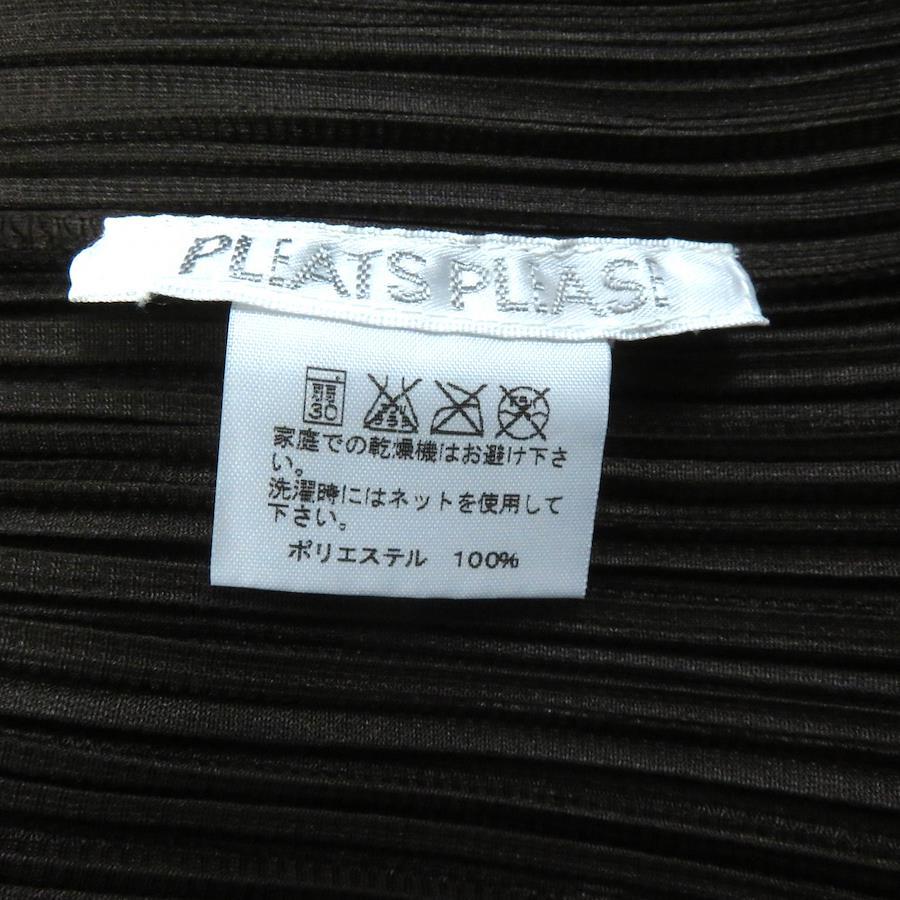 PLEATS PLEASE
弱
30
家庭での乾燥機はお避け下さ
い。
洗濯時にはネットを使用して
下さい。
ポリエステル 100%